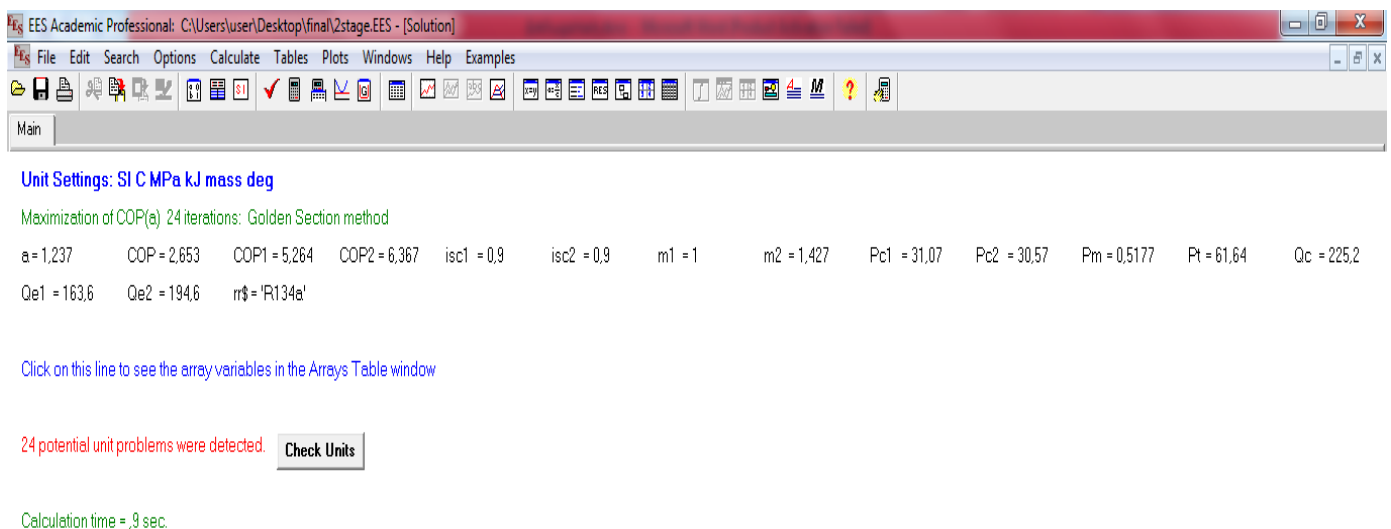 EES Academic Professional: C:\Users\user\Desktop\final\2stage.EES - [Solution]
File Edit Search Options Calculate Tables Plots Windows Help Examples
Main
Unit Settings: SI C MPa kJ mass deg
Maximization of COP(a) 24 iterations: Golden Section method
a = 1,237 COP = 2,653 COP1 = 5,264 COP2 = 6,367 isc1 = 0,9 isc2 = 0,9 m1 = 1 m2 = 1,427 Pc1 = 31,07 Pc2 = 30,57 Pm = 0,5177 Pt = 61,64 Qc = 225,2
Qe1 = 163,6 Qe2 = 194,6 rr$ = 'R134a'
Click on this line to see the array variables in the Arrays Table window
24 potential unit problems were detected. Check Units
Calculation time = ,9 sec.